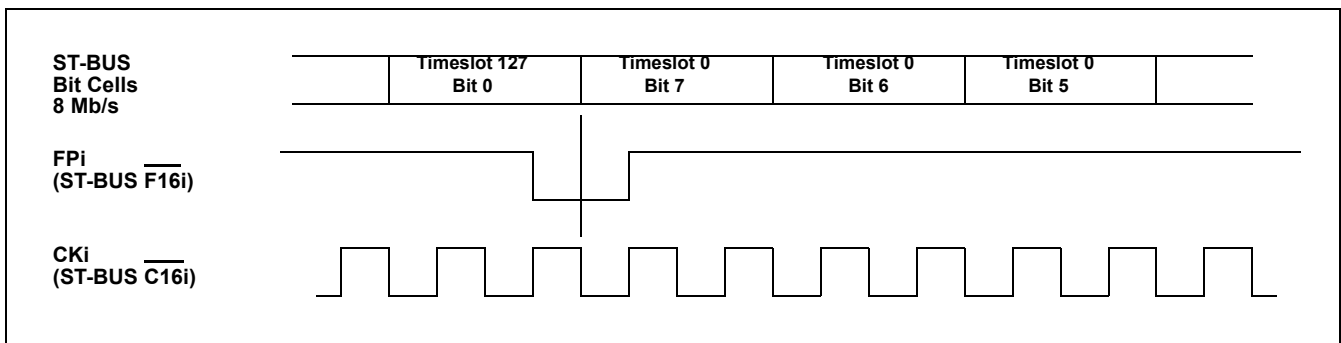 ST-BUS
Bit Cells
8 Mb/s
Timeslot 127
Bit 0
Timeslot 0
Bit 7
Timeslot 0
Bit 6
Timeslot 0
Bit 5
FPi
(ST-BUS F16i)
CKi
(ST-BUS C16i)